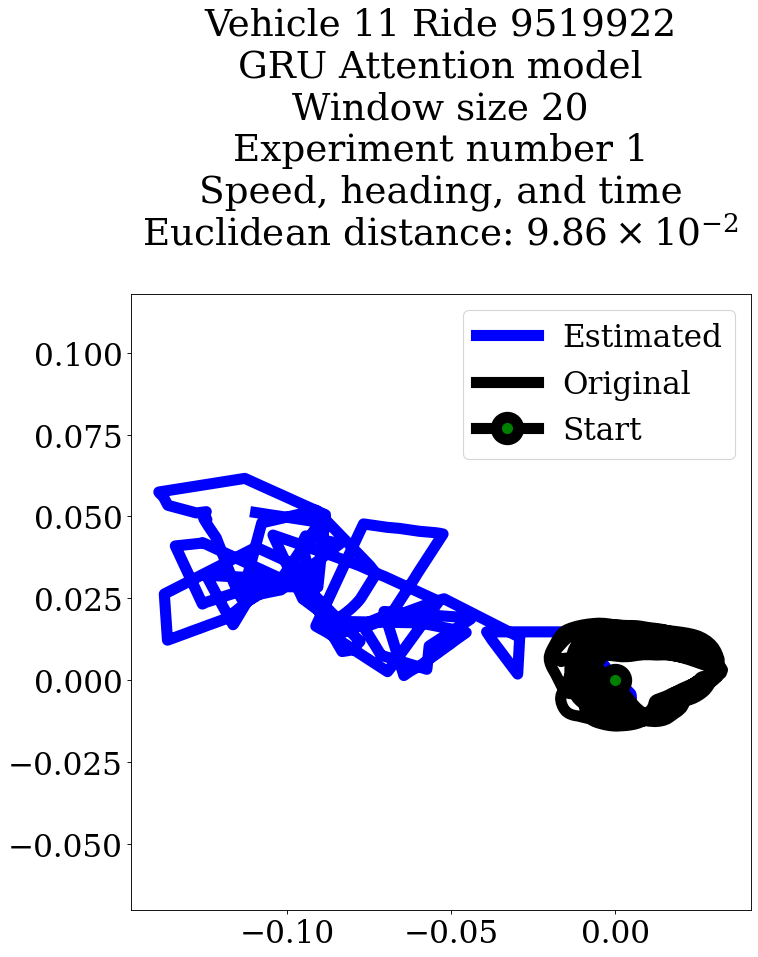 Vehicle 11 Ride 9519922
GRU Attention model
Window size 20
Experiment number 1
Speed, heading, and time
Euclidean distance: 9.86 × 10⁻²
Estimated
Original
Start
0.100
0.075
0.050
0.025
0.000
−0.025
−0.050
−0.10 −0.05 0.00